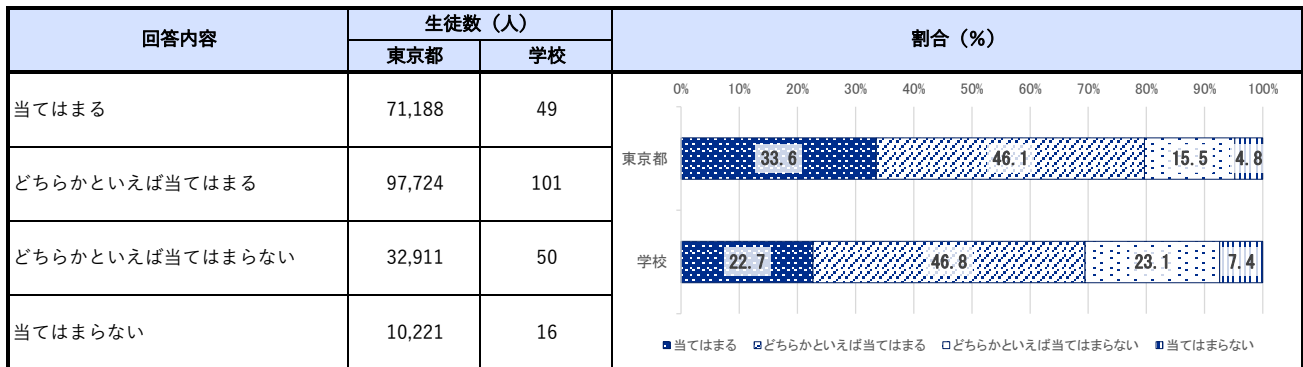 回答内容
生徒数（人）
割合（%）
東京都
学校
当てはまる
71,188
49
どちらかといえば当てはまる
97,724
101
どちらかといえば当てはまらない
32,911
50
当てはまらない
10,221
16
0% 10% 20% 30% 40% 50% 60% 70% 80% 90% 100%
東京都 33.6 46.1 15.5 4.8
学校 22.7 46.8 23.1 7.4
当てはまる どちらかといえば当てはまる どちらかといえば当てはまらない 当てはまらない